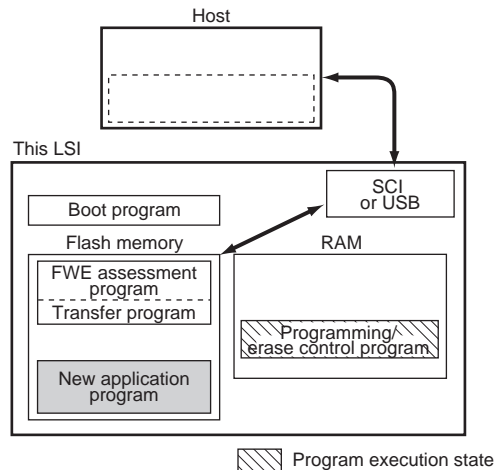 Host
This LSI
SCI
or USB
Boot program
Flash memory
RAM
FWE assessment
program
Transfer program
Programming/
erase control program
New application
program
Program execution state